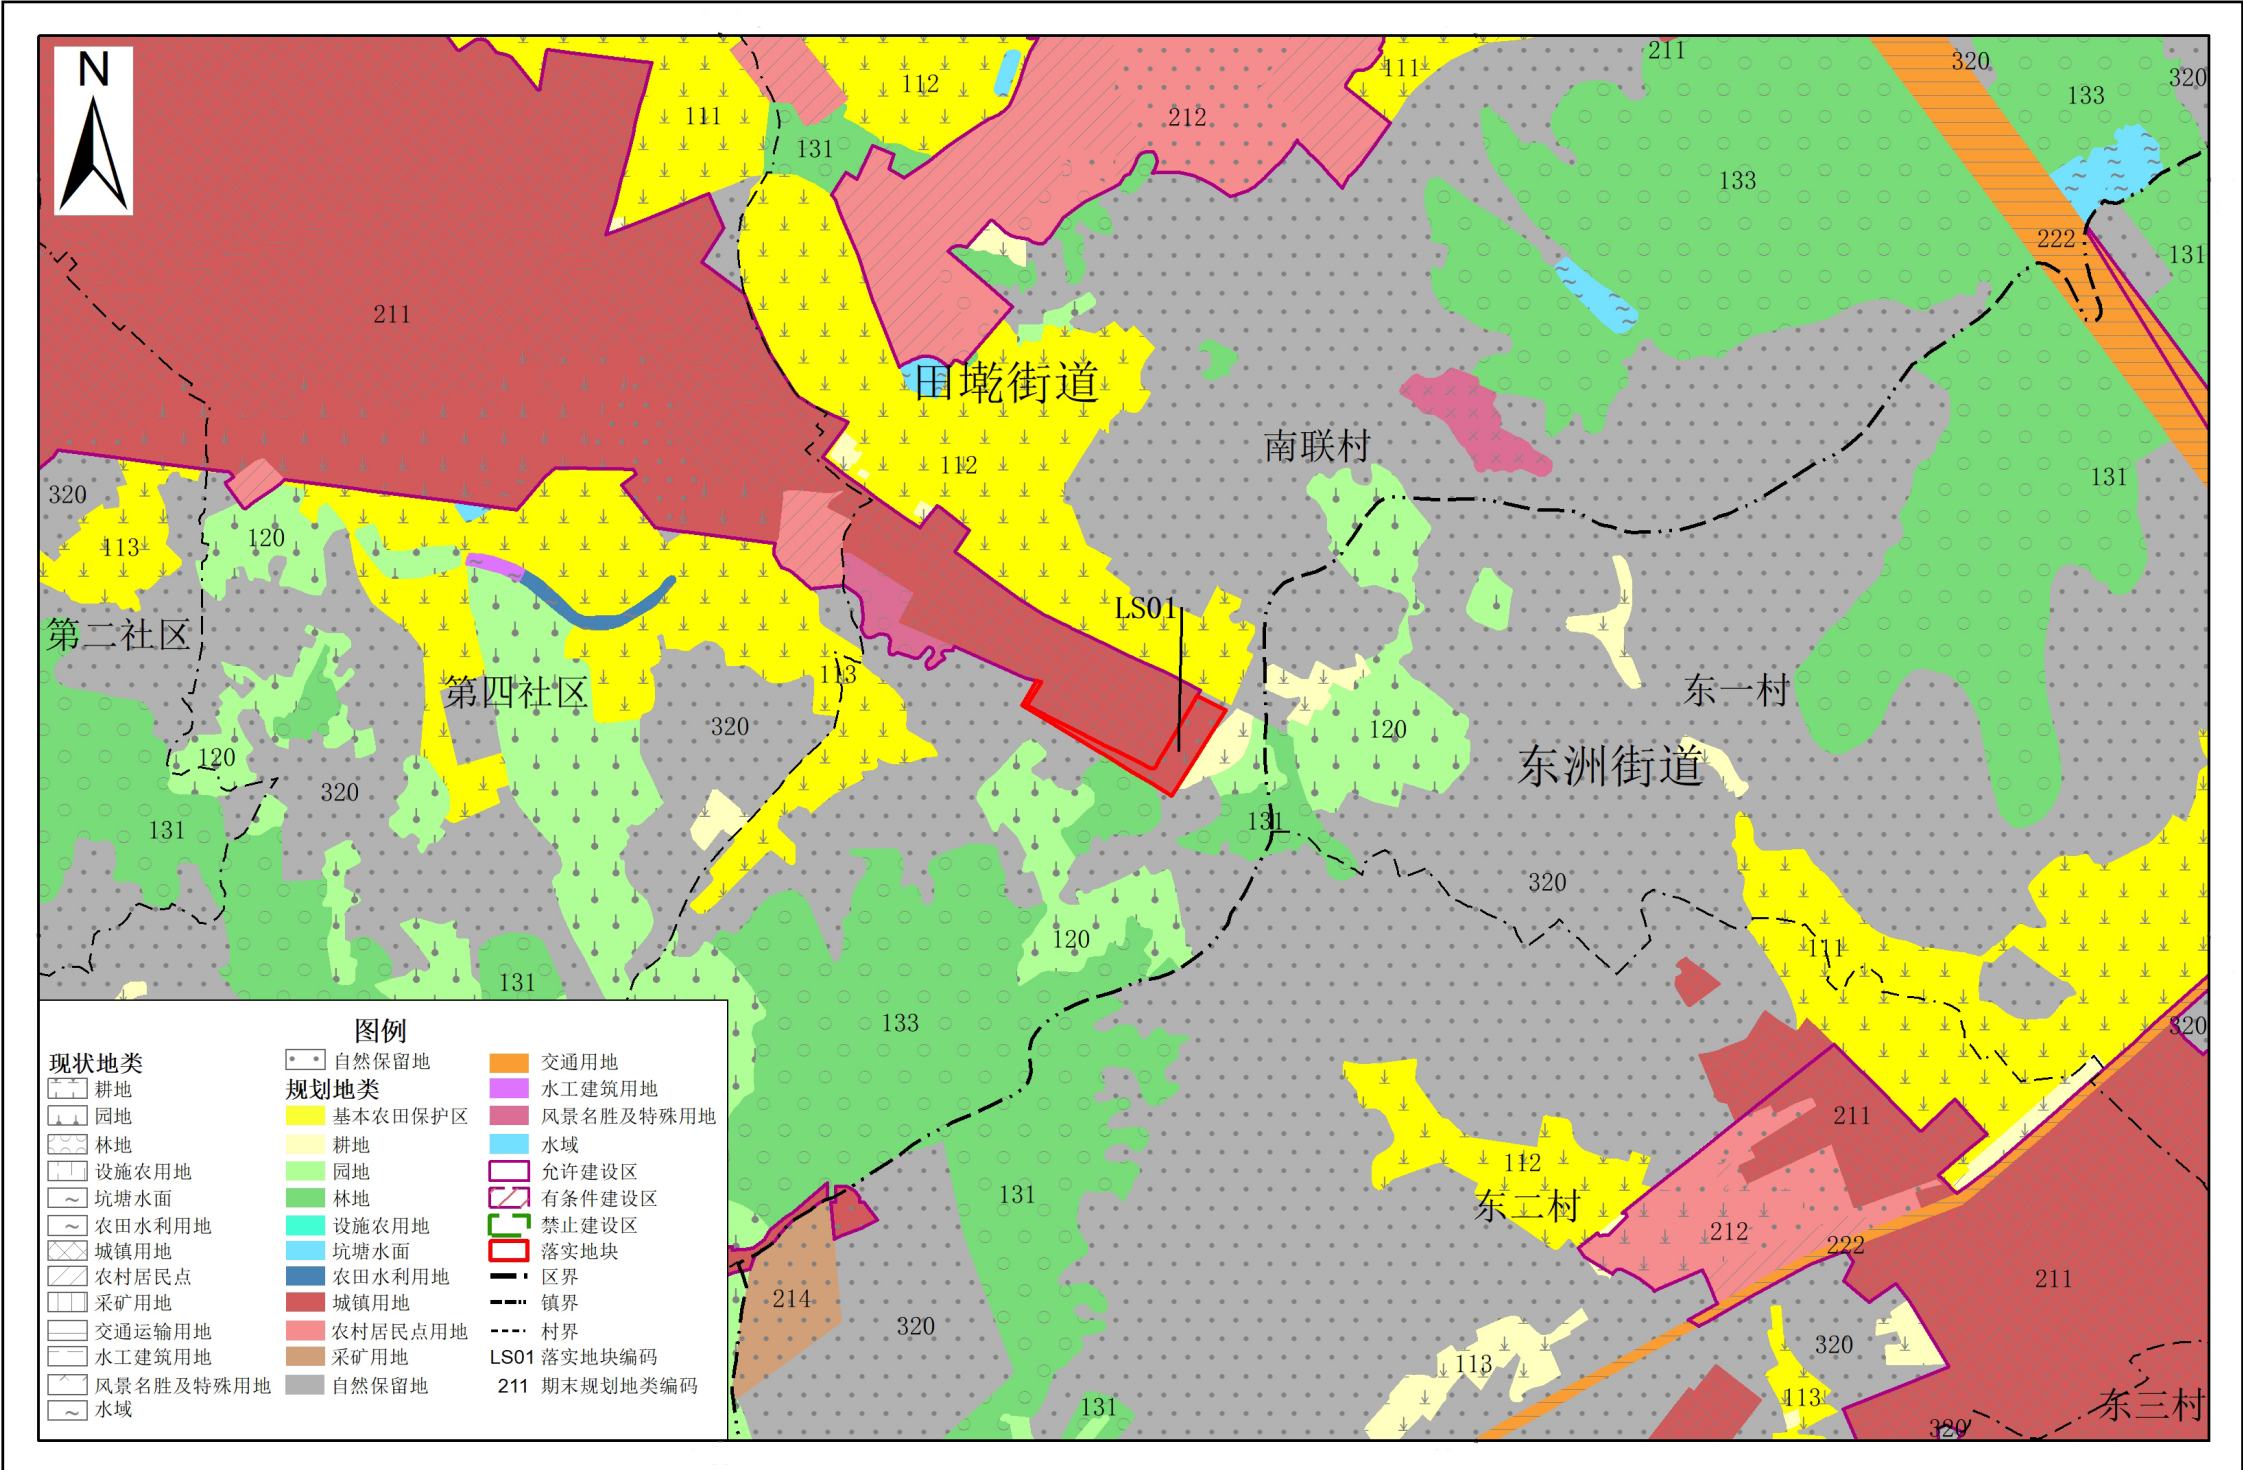 N
211
320
320
112
111
133
111
212
131
133
222
131
211
田墘街道
南联村
112
131
320
120
113
LS01
第二社区
113
东一村
第四社区
320
120
120
东洲街道
320
131
131
320
120
111
131
133
320
211
112
131
东二村
212
222
211
214
320
320
113
113
东三村
131
320
图例
现状地类
耕地
园地
林地
设施农用地
坑塘水面
农田水利用地
城镇用地
农村居民点
采矿用地
交通运输用地
水工建筑用地
风景名胜及特殊用地
水域
自然保留地
规划地类
基本农田保护区
耕地
园地
林地
设施农用地
坑塘水面
农田水利用地
城镇用地
农村居民点用地
采矿用地
自然保留地
交通用地
水工建筑用地
风景名胜及特殊用地
水域
允许建设区
有条件建设区
禁止建设区
落实地块
区界
镇界
村界
LS01 落实地块编码
211 期末规划地类编码